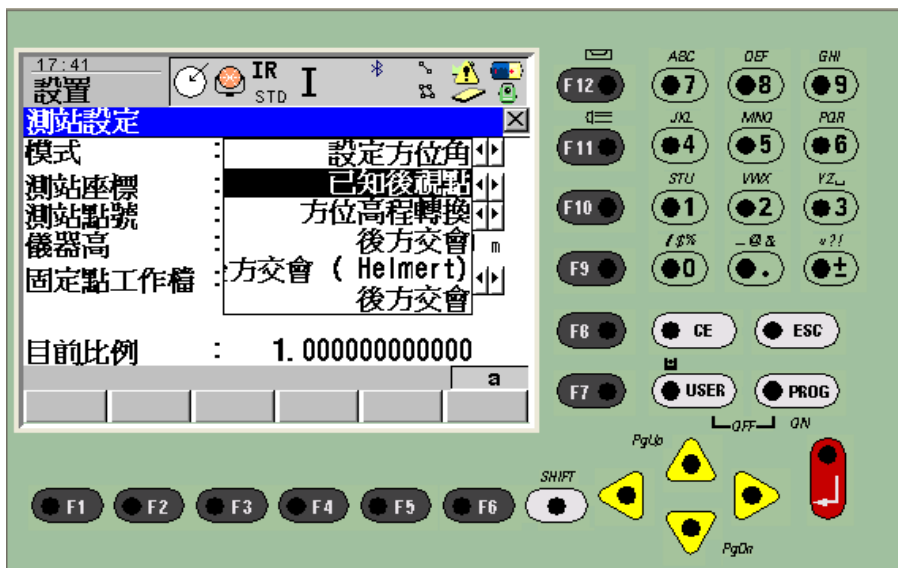 17:41
設置
IR
STD
I
測站設定
模式 :
設定方位角
測站座標 :
已知後視點
測站點號 :
方位高程轉換
儀器高 :
後方交會
m
固定點工作檔 :
方交會 ( Helmert)
後方交會
目前比例 : 1.000000000000
a
F12
ABC
7
DEF
8
GHI
9
F11
JKL
4
MNO
5
PQR
6
F10
STU
1
VWX
2
YZ
3
F9
/$%
0
_@&
.
*?!
±
F8
CE
ESC
F7
USER
PROG
OFF
ON
PgUp
SHIFT
F1
F2
F3
F4
F5
F6
PgDn